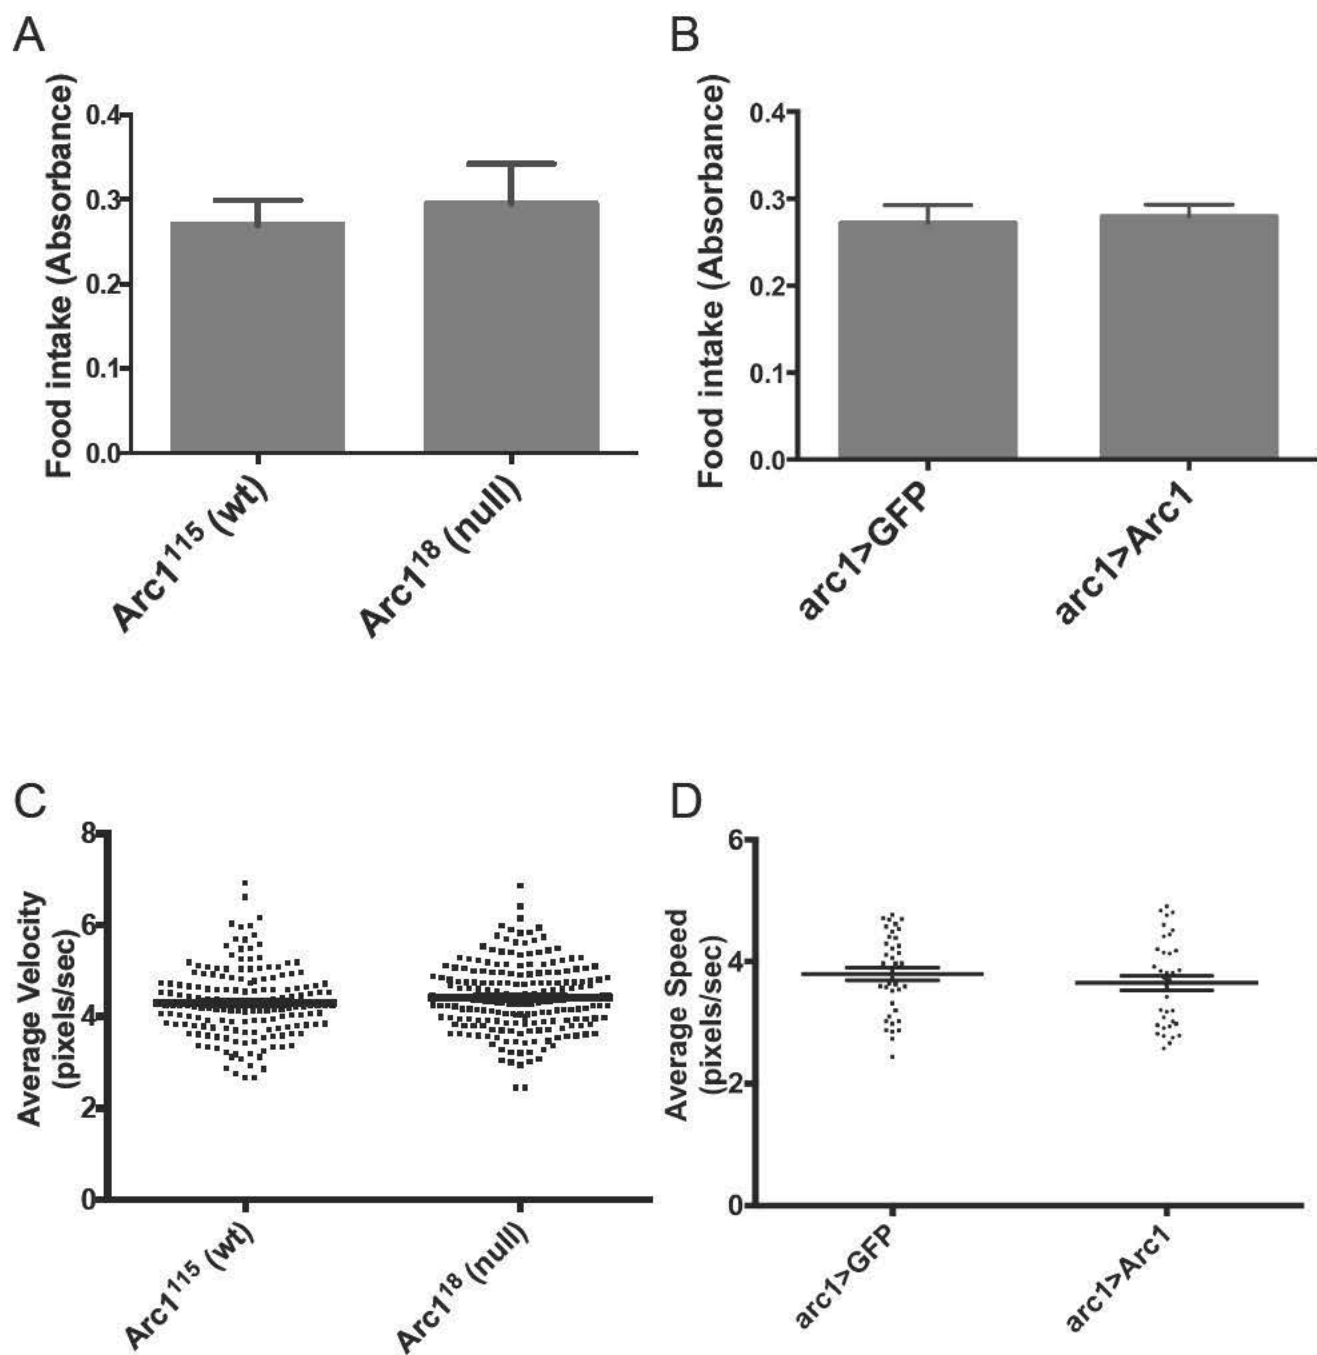 A
Food intake (Absorbance)
0.4
0.3
0.2
0.1
0.0
Arc1¹¹⁵ (wt)
Arc1¹⁸ (null)
B
Food intake (Absorbance)
0.4
0.3
0.2
0.1
0.0
arc1>GFP
arc1>Arc1
C
Average Velocity
(pixels/sec)
8
6
4
2
0
Arc1¹¹⁵ (wt)
Arc1¹⁸ (null)
D
Average Speed
(pixels/sec)
6
4
2
0
arc1>GFP
arc1>Arc1